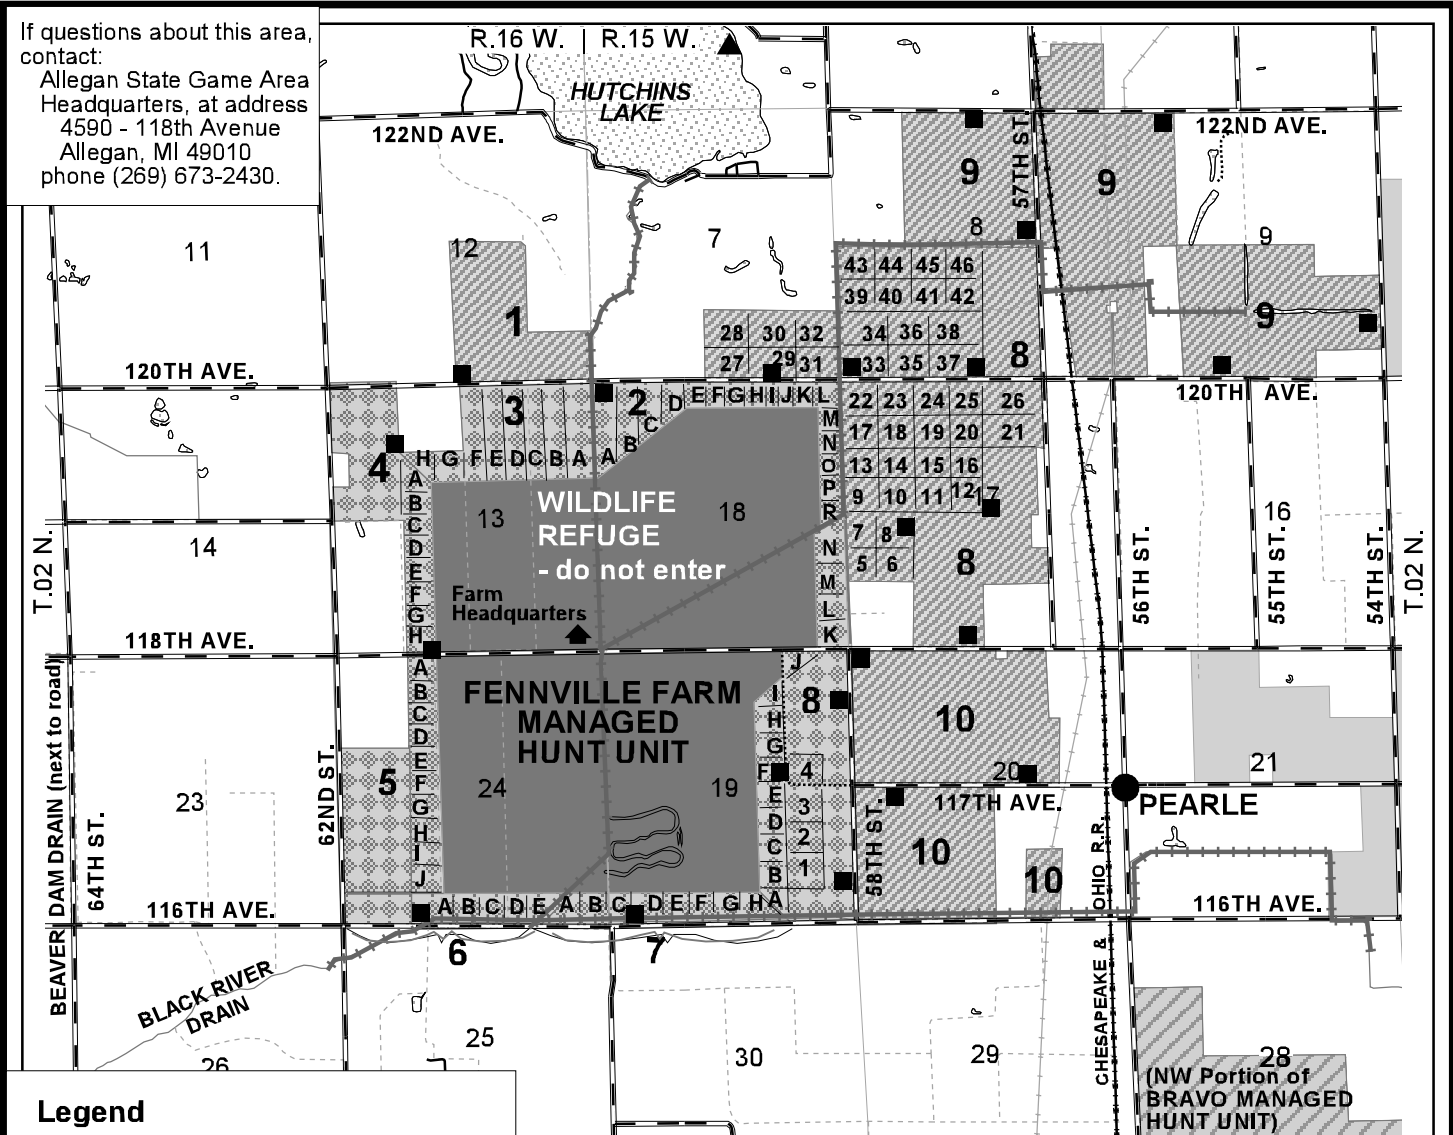 If questions about this area,
contact:
Allegan State Game Area
Headquarters, at address
4590 - 118th Avenue
Allegan, MI 49010
phone (269) 673-2430.
R.16 W. R.15 W.
HUTCHINS
LAKE
122ND AVE.
122ND AVE.
57TH ST.
9
9
8
9
9
11
12
7
1
43 44 45 46
39 40 41 42
28 30 32
34 36 38
27 29 31
33 35 37
8
120TH AVE.
120TH AVE.
3
2
D E F G H I J K L
C
B
22 23 24 25 26
17 18 19 20 21
13 14 15 16
9 10 11 12 17
7 8
5 6
8
M
N
O
P
R
N
M
L
K
4
H G F E D C B A A
A
B
C
D
E
F
G
H
13
WILDLIFE
REFUGE
- do not enter
18
Farm
Headquarters
14
16
T.02 N.
T.02 N.
56TH ST.
55TH ST.
54TH ST.
118TH AVE.
A
B
C
D
E
F
G
H
I
J
FENNVILLE FARM
MANAGED
HUNT UNIT
J
I
H
G
F
E
D
C
B
A
8
4
3
2
1
10
20
21
5
24
19
23
117TH AVE.
PEARLE
58TH ST.
10
10
62ND ST.
64TH ST.
BEAVER DAM DRAIN (next to road)
116TH AVE.
A B C D E A B C D E F G H
116TH AVE.
6
7
BLACK RIVER
DRAIN
CHESAPEAKE & OHIO R.R.
25
26
30
29
28
(NW Portion of
BRAVO MANAGED
HUNT UNIT)
Legend